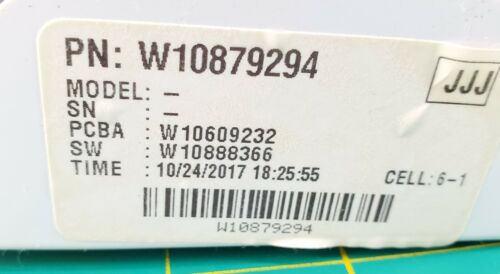 PN: W10879294
JJJ
MODEL: –
SN : –
PCBA : W10609232
SW : W10888366
TIME : 10/24/2017 18:25:55
CELL: 6-1
W10879294